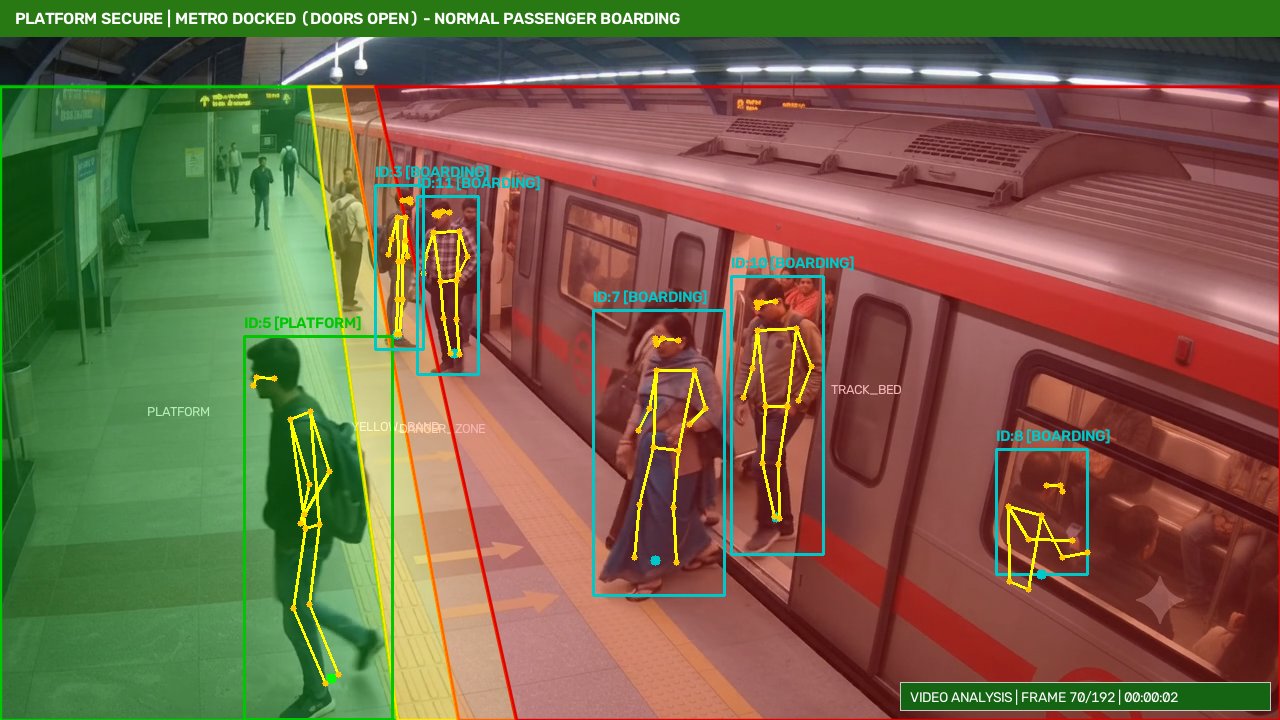 PLATFORM SECURE | METRO DOCKED (DOORS OPEN) - NORMAL PASSENGER BOARDING
ID:3 [BOARDING]
ID:11 [BOARDING]
ID:10 [BOARDING]
ID:7 [BOARDING]
ID:5 [PLATFORM]
TRACK_BED
PLATFORM
YELLOW_BAND
DANGER_ZONE
ID:8 [BOARDING]
VIDEO ANALYSIS | FRAME 70/192 | 00:00:02